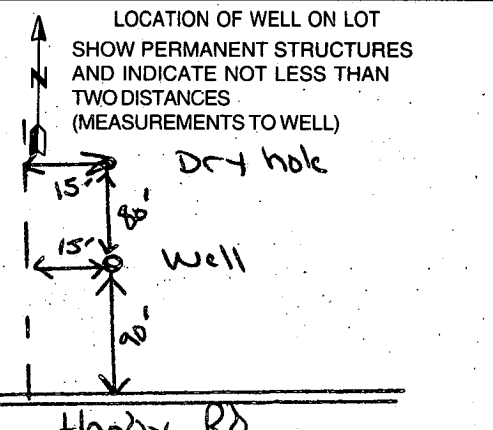 LOCATION OF WELL ON LOT
SHOW PERMANENT STRUCTURES
N AND INDICATE NOT LESS THAN
TWO DISTANCES
(MEASUREMENTS TO WELL)
Dry hole
15'
80'
15'
Well
90'
Rd